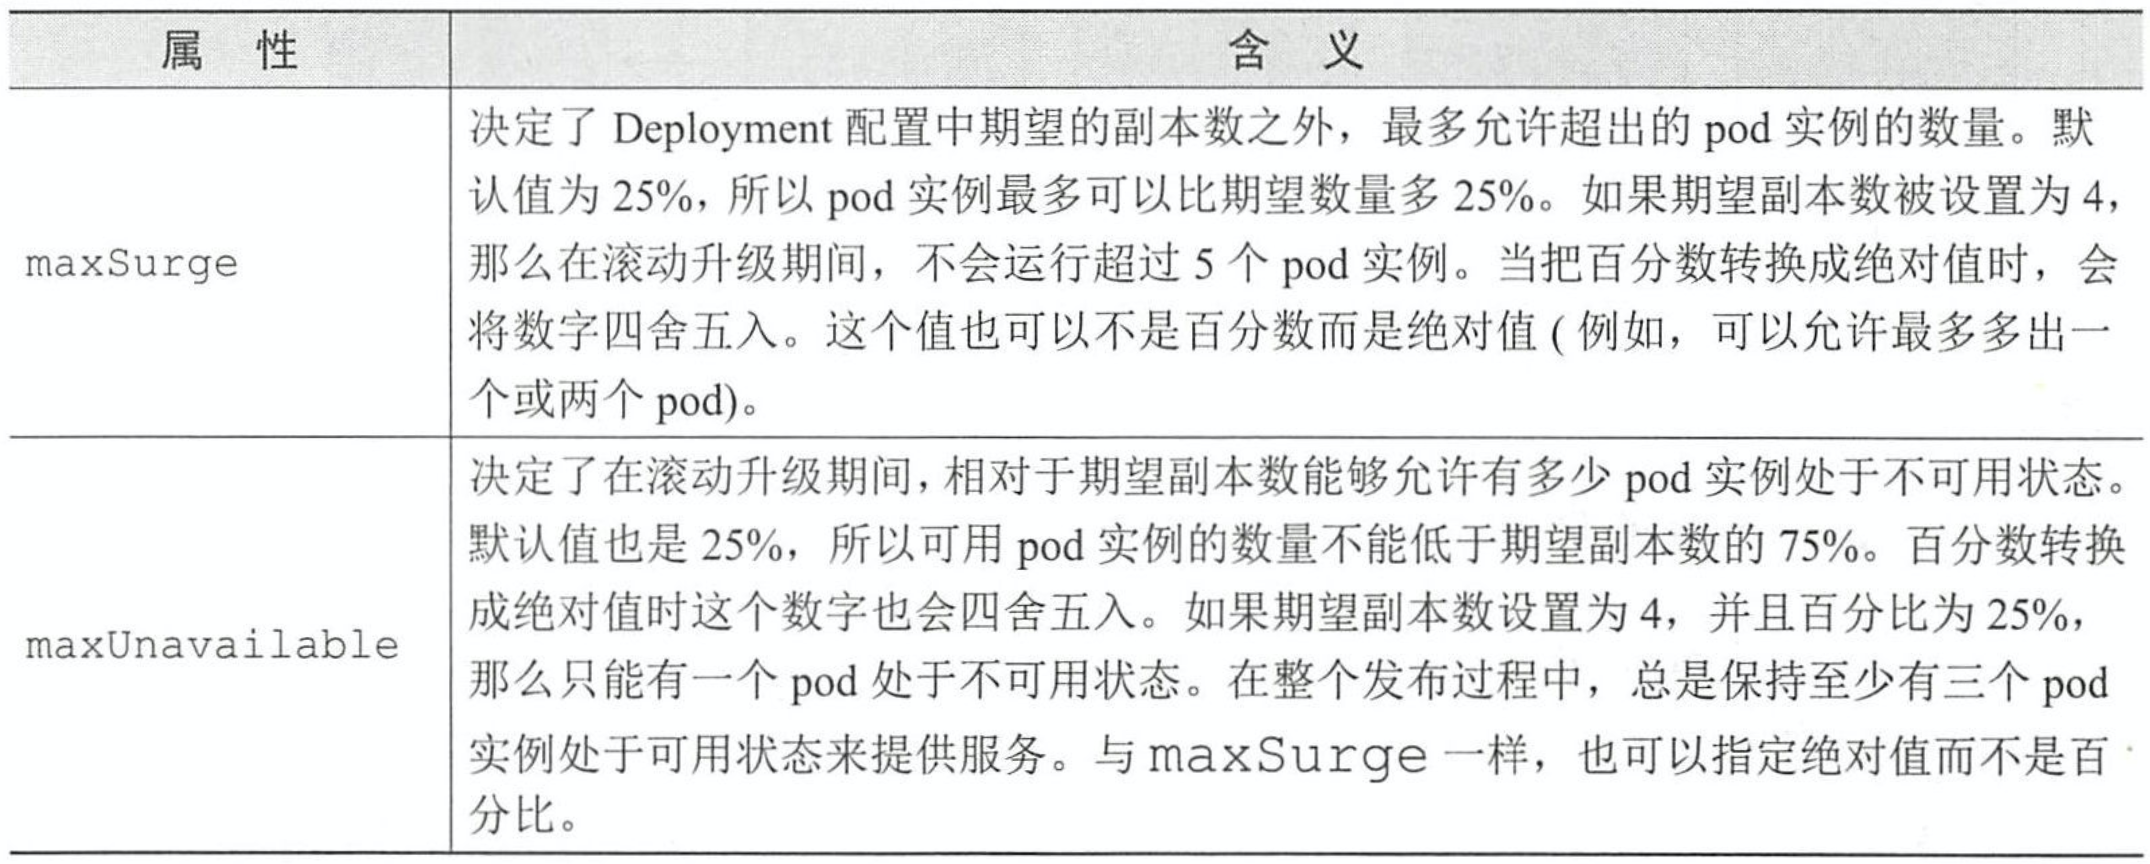 属 性
含 义
maxSurge
决定了 Deployment 配置中期望的副本数之外，最多允许超出的 pod 实例的数量。默
认值为 25%，所以 pod 实例最多可以比期望数量多 25%。如果期望副本数被设置为 4，
那么在滚动升级期间，不会运行超过 5 个 pod 实例。当把百分数转换成绝对值时，会
将数字四舍五入。这个值也可以不是百分数而是绝对值 ( 例如，可以允许最多多出一
个或两个 pod)。
maxUnavailable
决定了在滚动升级期间，相对于期望副本数能够允许有多少 pod 实例处于不可用状态。
默认值也是 25%，所以可用 pod 实例的数量不能低于期望副本数的 75%。百分数转换
成绝对值时这个数字也会四舍五入。如果期望副本数设置为 4，并且百分比为 25%，
那么只能有一个 pod 处于不可用状态。在整个发布过程中，总是保持至少有三个 pod
实例处于可用状态来提供服务。与 maxSurge 一样，也可以指定绝对值而不是百
分比。